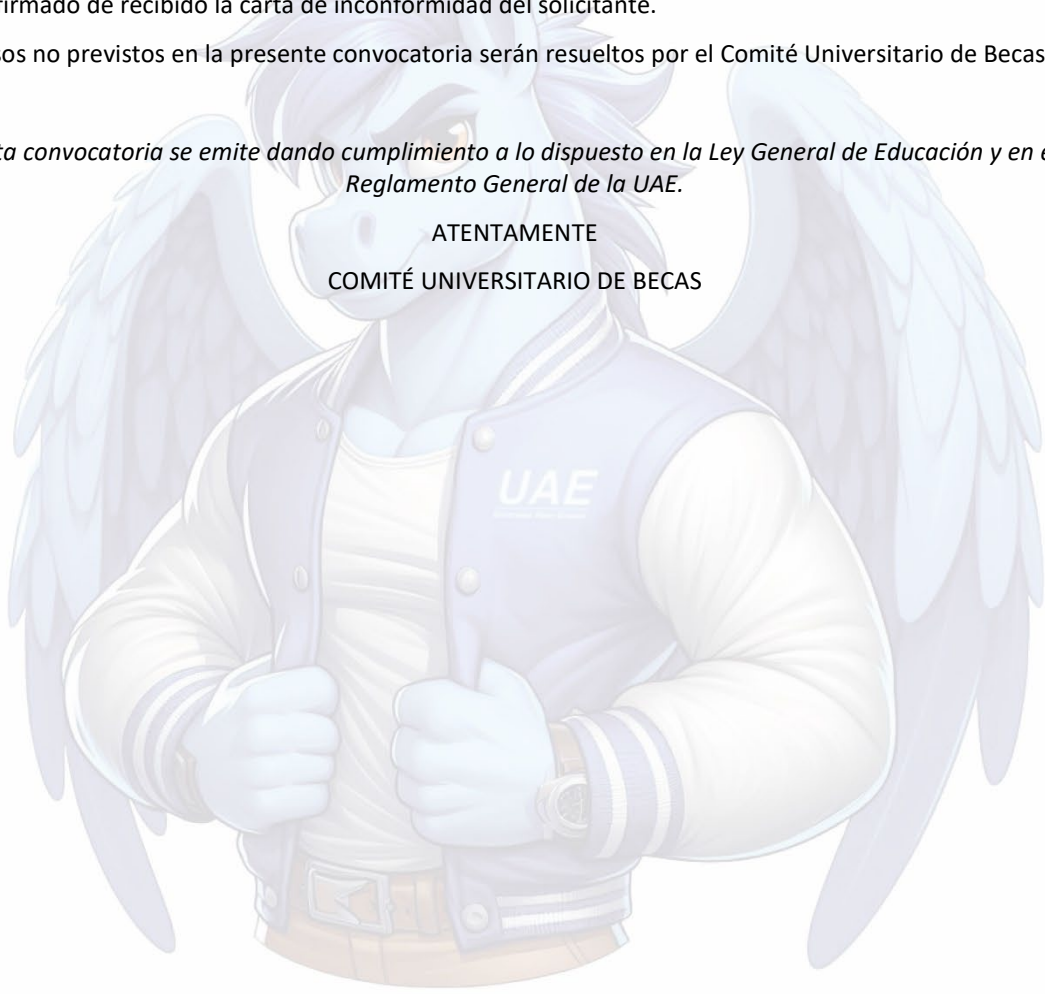 firmado de recibido la carta de inconformidad del solicitante.
os no previstos en la presente convocatoria serán resueltos por el Comité Universitario de Becas
ta convocatoria se emite dando cumplimiento a lo dispuesto en la Ley General de Educación y en e
Reglamento General de la UAE.
ATENTAMENTE
COMITÉ UNIVERSITARIO DE BECAS
UAE